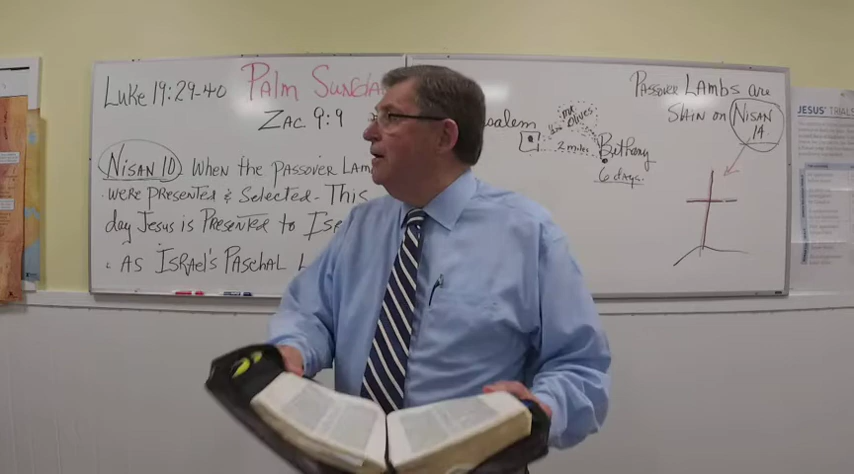 Luke 19:29-40
Palm Sunda
Zac 9:9
Nisan 10 When the Passover Lam
were presented & selected - This
day Jesus is presented to Is
As Israel's Paschal L
usalem
mt
Olives
2 miles
Bethany
6 days.
Passover Lambs are
Slain on Nisan
14
JESUS' TRIALS